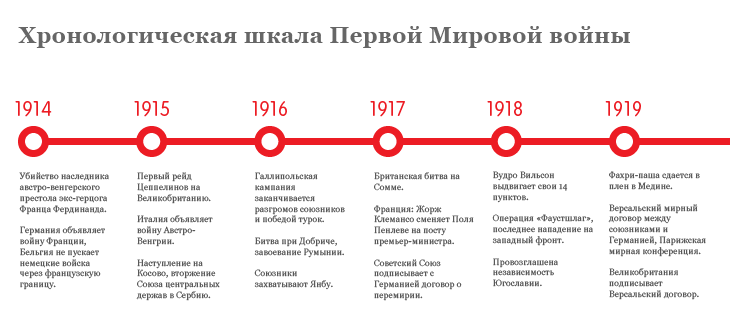 Хронологическая шкала Первой Мировой войны
1914
Убийство наследника
австро-венгерского
престола экс-герцога
Франца Фердинанда.
Германия объявляет
войну Франции,
Бельгия не пускает
немецкие войска
через французскую
границу.
1915
Первый рейд
Цеппелинов на
Великобританию.
Италия объявляет
войну Австро-
Венгрии.
Наступление на
Косово, вторжение
Союза центральных
держав в Сербию.
1916
Галлипольская
кампания
заканчивается
разгромов союзников
и победой турок.
Битва при Добриче,
завоевание Румынии.
Союзники
захватывают Янбу.
1917
Британская битва на
Сомме.
Франция: Жорж
Клемансо сменяет Поля
Пенлеве на посту
премьер-министра.
Советский Союз
подписывает с
Германией договор о
перемирии.
1918
Вудро Вильсон
выдвигает свои 14
пунктов.
Операция «Фаустшлаг»,
последнее нападение на
западный фронт.
Провозглашена
независимость
Югославии.
1919
Фахри-паша сдается в
плен в Медине.
Версальский мирный
договор между
союзниками и
Германией, Парижская
мирная конференция.
Великобритания
подписывает
Версальский договор.